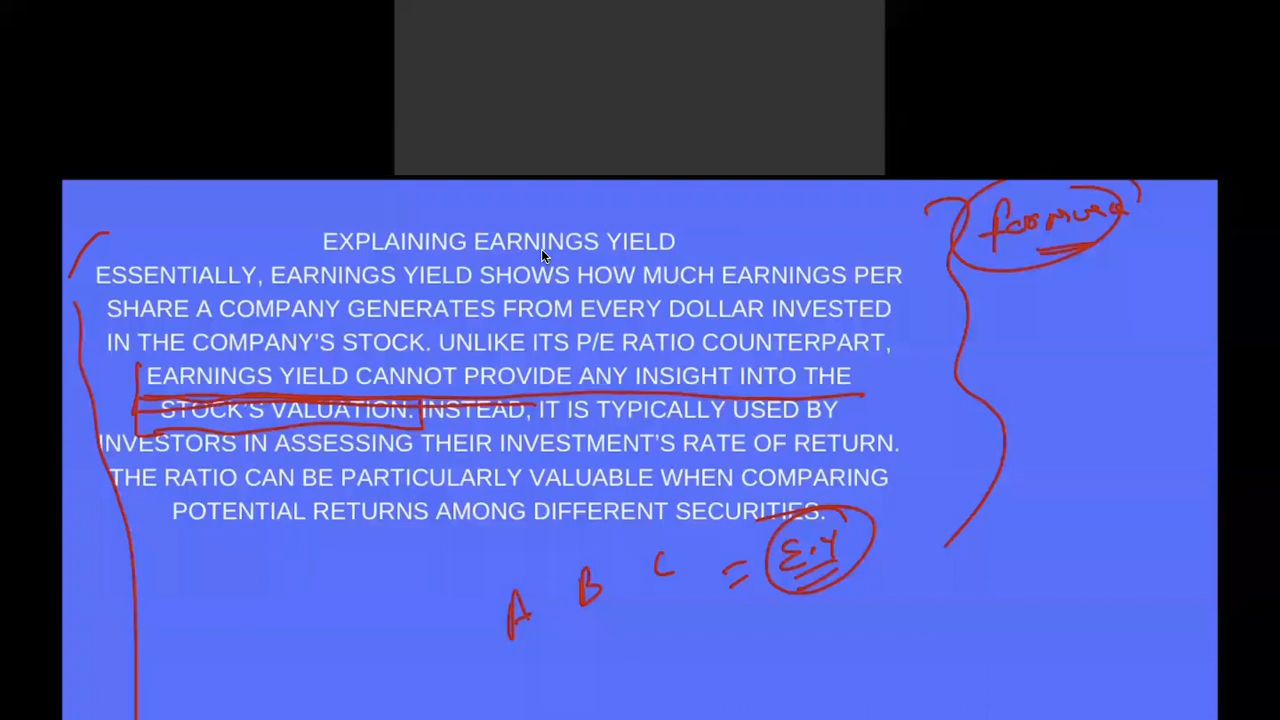 formula
EXPLAINING EARNINGS YIELD
ESSENTIALLY, EARNINGS YIELD SHOWS HOW MUCH EARNINGS PER
SHARE A COMPANY GENERATES FROM EVERY DOLLAR INVESTED
IN THE COMPANY’S STOCK. UNLIKE ITS P/E RATIO COUNTERPART,
EARNINGS YIELD CANNOT PROVIDE ANY INSIGHT INTO THE
STOCK’S VALUATION. INSTEAD, IT IS TYPICALLY USED BY
INVESTORS IN ASSESSING THEIR INVESTMENT’S RATE OF RETURN.
THE RATIO CAN BE PARTICULARLY VALUABLE WHEN COMPARING
POTENTIAL RETURNS AMONG DIFFERENT SECURITIES.
A B C = E.Y